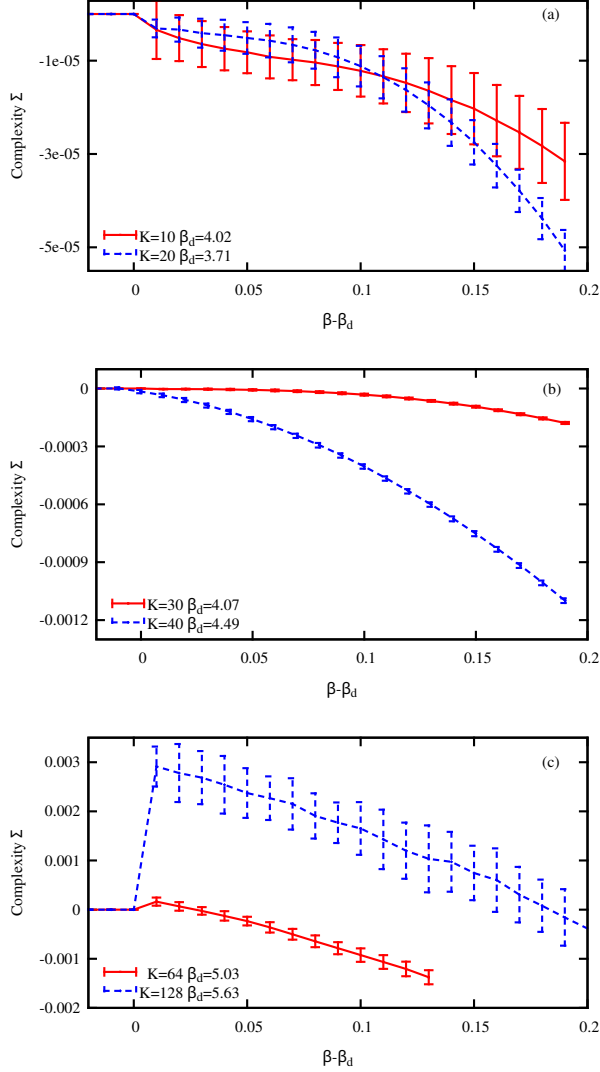 (a)
-1e-05
-3e-05
-5e-05
Complexity Σ
K=10 β_d=4.02
K=20 β_d=3.71
0 0.05 0.1 0.15 0.2
β-β_d
(b)
0
-0.0003
-0.0006
-0.0009
-0.0012
Complexity Σ
K=30 β_d=4.07
K=40 β_d=4.49
0 0.05 0.1 0.15 0.2
β-β_d
(c)
0.003
0.002
0.001
0
-0.001
-0.002
Complexity Σ
K=64 β_d=5.03
K=128 β_d=5.63
0 0.05 0.1 0.15 0.2
β-β_d